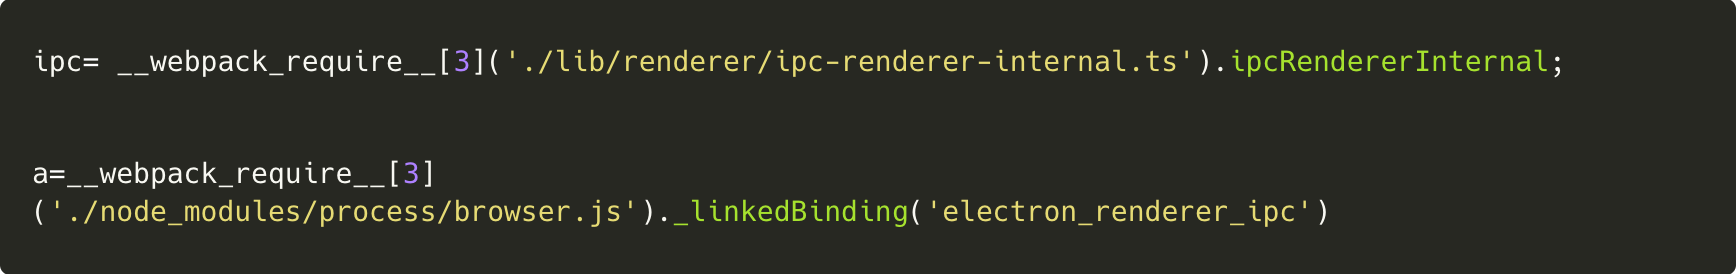 ipc= __webpack_require__[3]('./lib/renderer/ipc-renderer-internal.ts').ipcRendererInternal;
a=__webpack_require__[3]
('./node_modules/process/browser.js')._linkedBinding('electron_renderer_ipc')